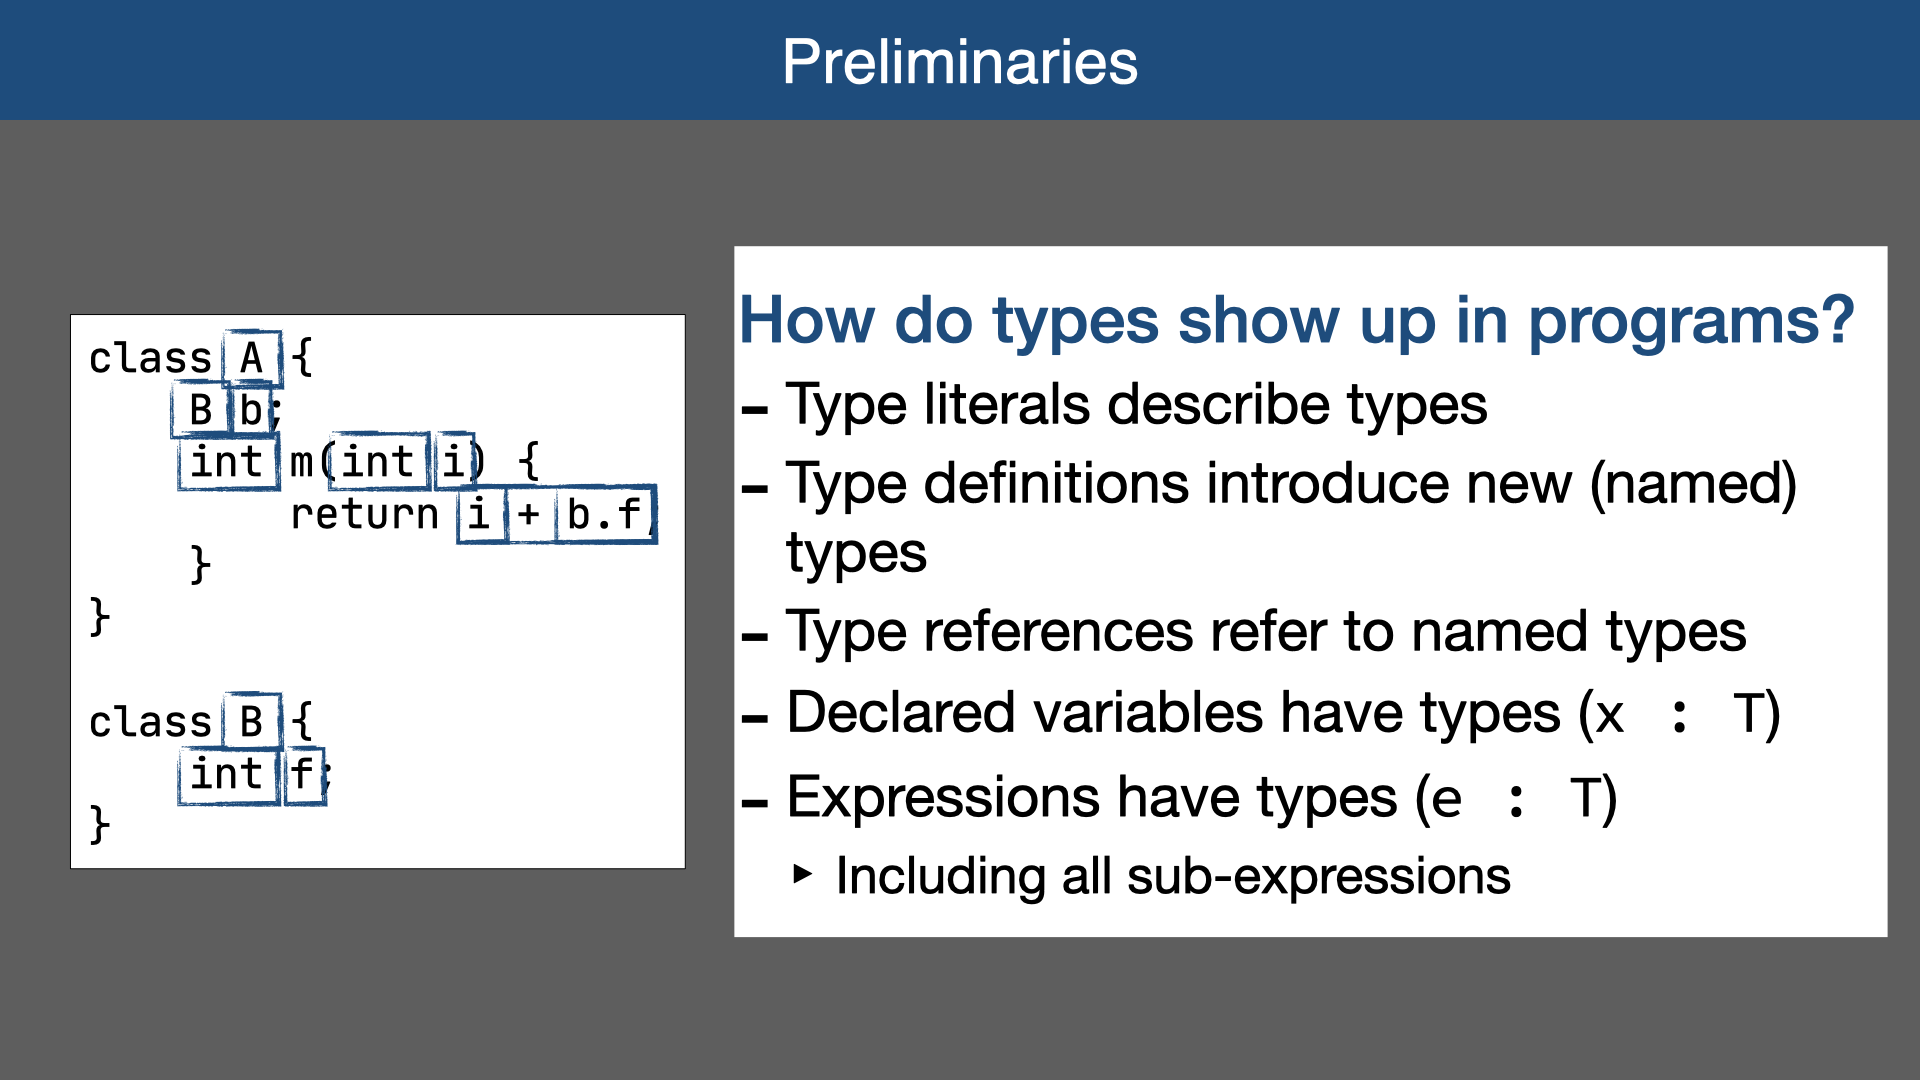 Preliminaries
class A {
B b;
int m(int i) {
return i + b.f;
}
}
class B {
int f;
}
How do types show up in programs?
- Type literals describe types
- Type definitions introduce new (named)
types
- Type references refer to named types
- Declared variables have types (x : T)
- Expressions have types (e : T)
‣ Including all sub-expressions